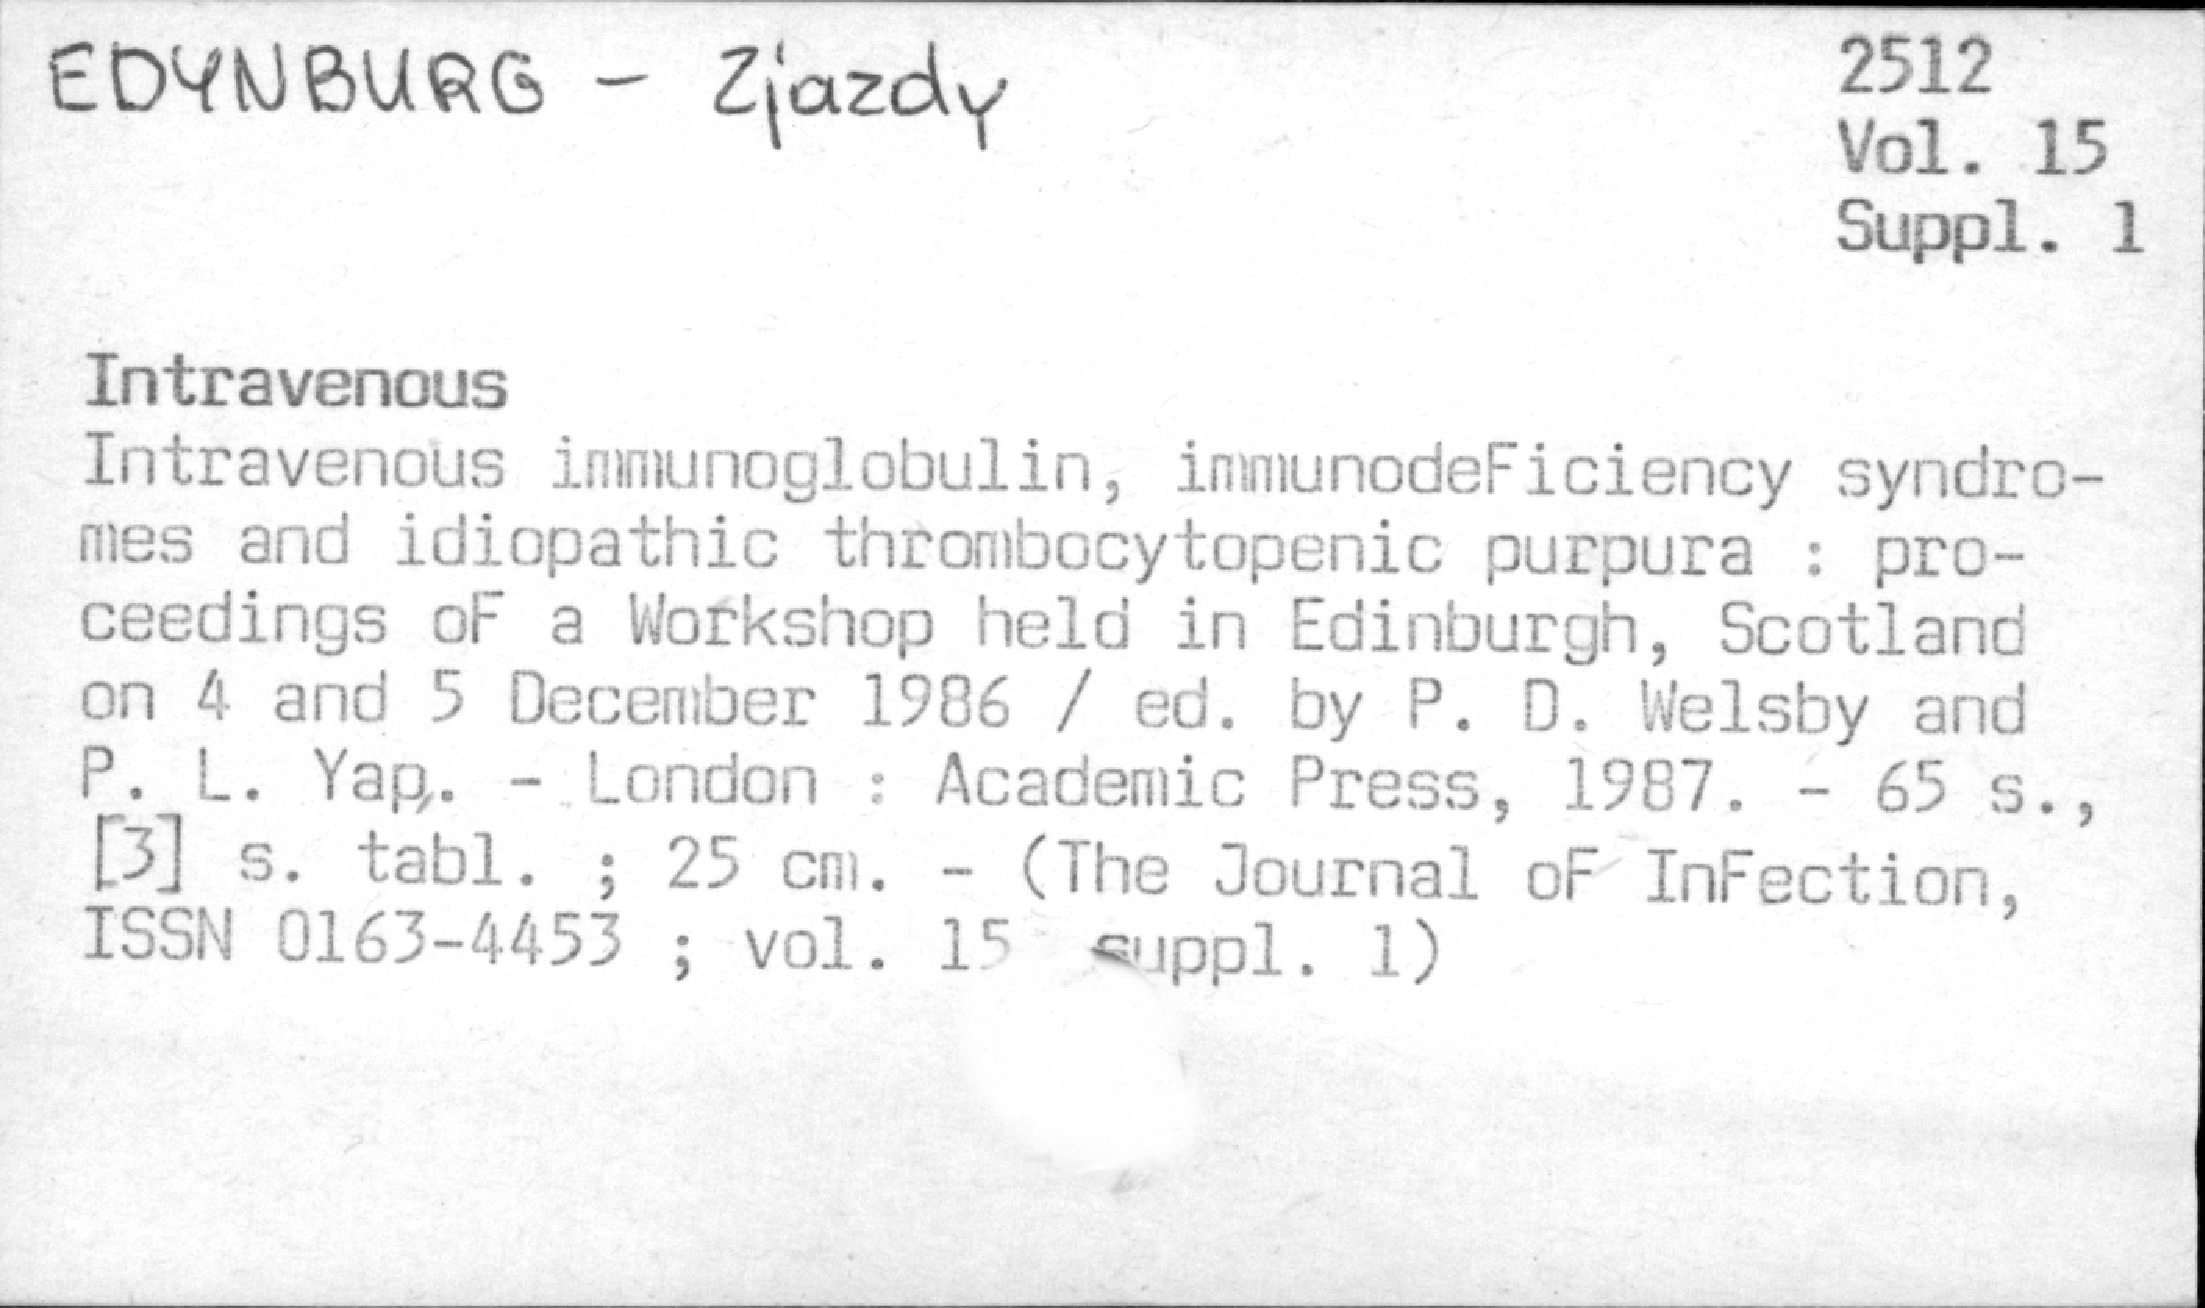 EDYNBURG - Zjazdy
2512
Vol. 15
Suppl. 1
Intravenous
Intravenous immunoglobulin, immunodeficiency syndro-
mes and idiopathic thrombocytopenic purpura : pro-
ceedings of a Workshop held in Edinburgh, Scotland
on 4 and 5 December 1986 / ed. by P. D. Welsby and
P. L. Yap. - London : Academic Press, 1987. - 65 s.,
[3] s. tabl. ; 25 cm. - (The Journal of Infection,
ISSN 0163-4453 ; vol. 15 suppl. 1)